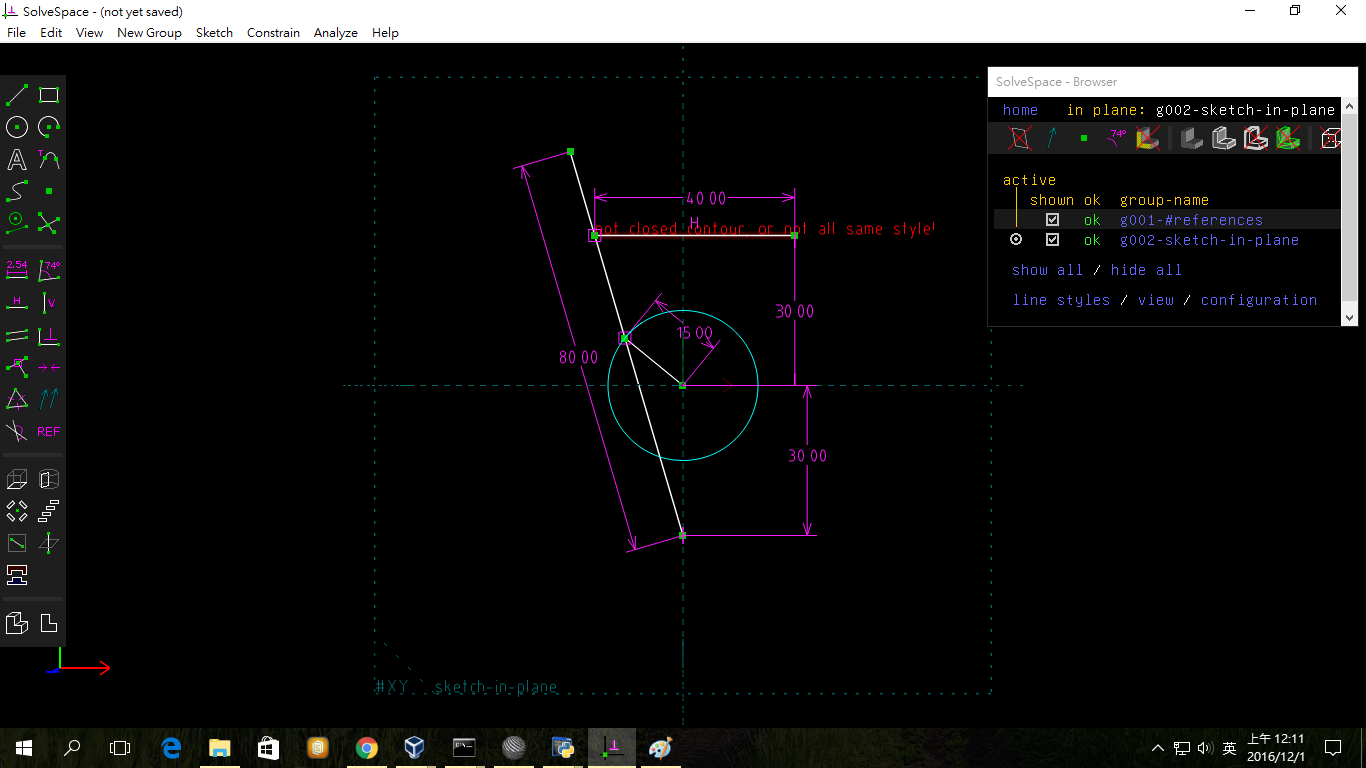 SolveSpace - (not yet saved)
File Edit View New Group Sketch Constrain Analyze Help
SolveSpace - Browser
home in plane: g002-sketch-in-plane
active
shown ok group-name
ok g001-#references
ok g002-sketch-in-plane
show all / hide all
line styles / view / configuration
A T
2.54 74°
H V
REF
74°
40.00
H
not closed contour, or not all same style!
30.00
15.00
80.00
30.00
#XY sketch-in-plane
英
上午 12:11
2016/12/1